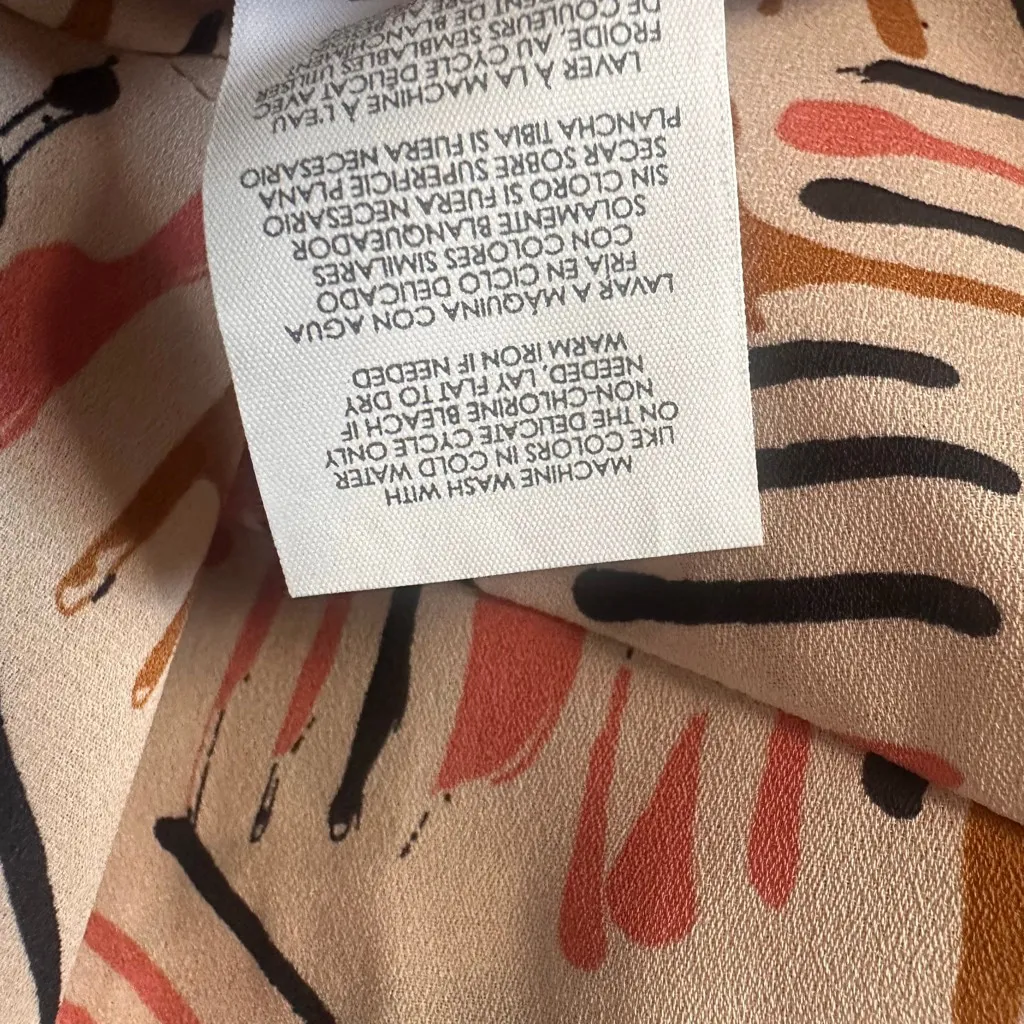 MACHINE WASH WITH
LIKE COLORS IN COLD WATER
ON THE DELICATE CYCLE ONLY
NON-CHLORINE BLEACH IF
NEEDED, LAY FLAT TO DRY
WARM IRON IF NEEDED
LAVAR A MÁQUINA CON AGUA
FRIA EN CICLO DELICADO
CON COLORES SIMILARES
SOLAMENTE BLANQUEADOR
SIN CLORO SI FUERA NECESARIO
SECAR SOBRE SUPERFICIE PLANA
PLANCHA TIBIA SI FUERA NECESARIO
LAVER À LA MACHINE À L'EAU
FROIDE, AU CYCLE DÉLICAT AVEC
DE COULEURS SEMBLABLES
DE